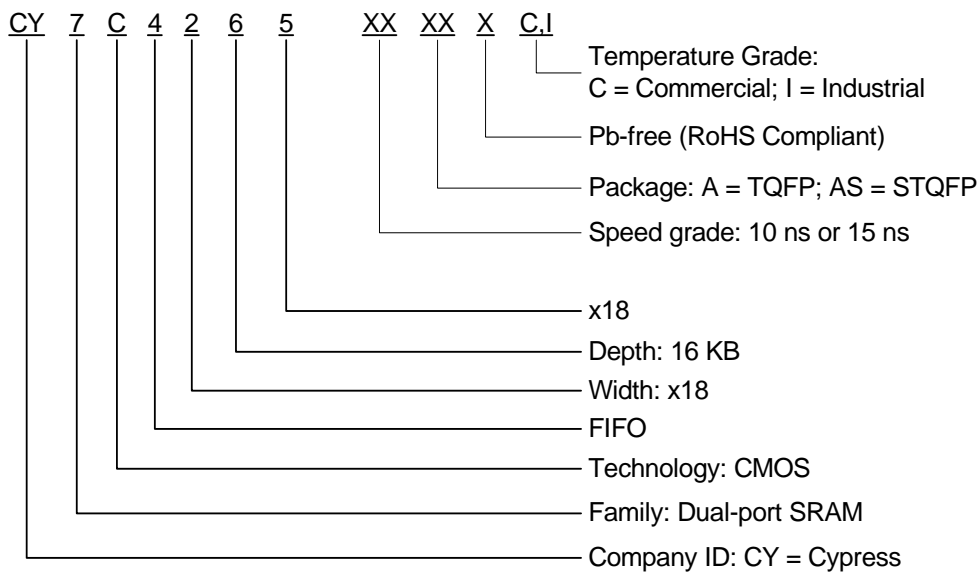 CY 7 C 4 2 6 5 XX XX X C,I
Temperature Grade:
C = Commercial; I = Industrial
Pb-free (RoHS Compliant)
Package: A = TQFP; AS = STQFP
Speed grade: 10 ns or 15 ns
x18
Depth: 16 KB
Width: x18
FIFO
Technology: CMOS
Family: Dual-port SRAM
Company ID: CY = Cypress